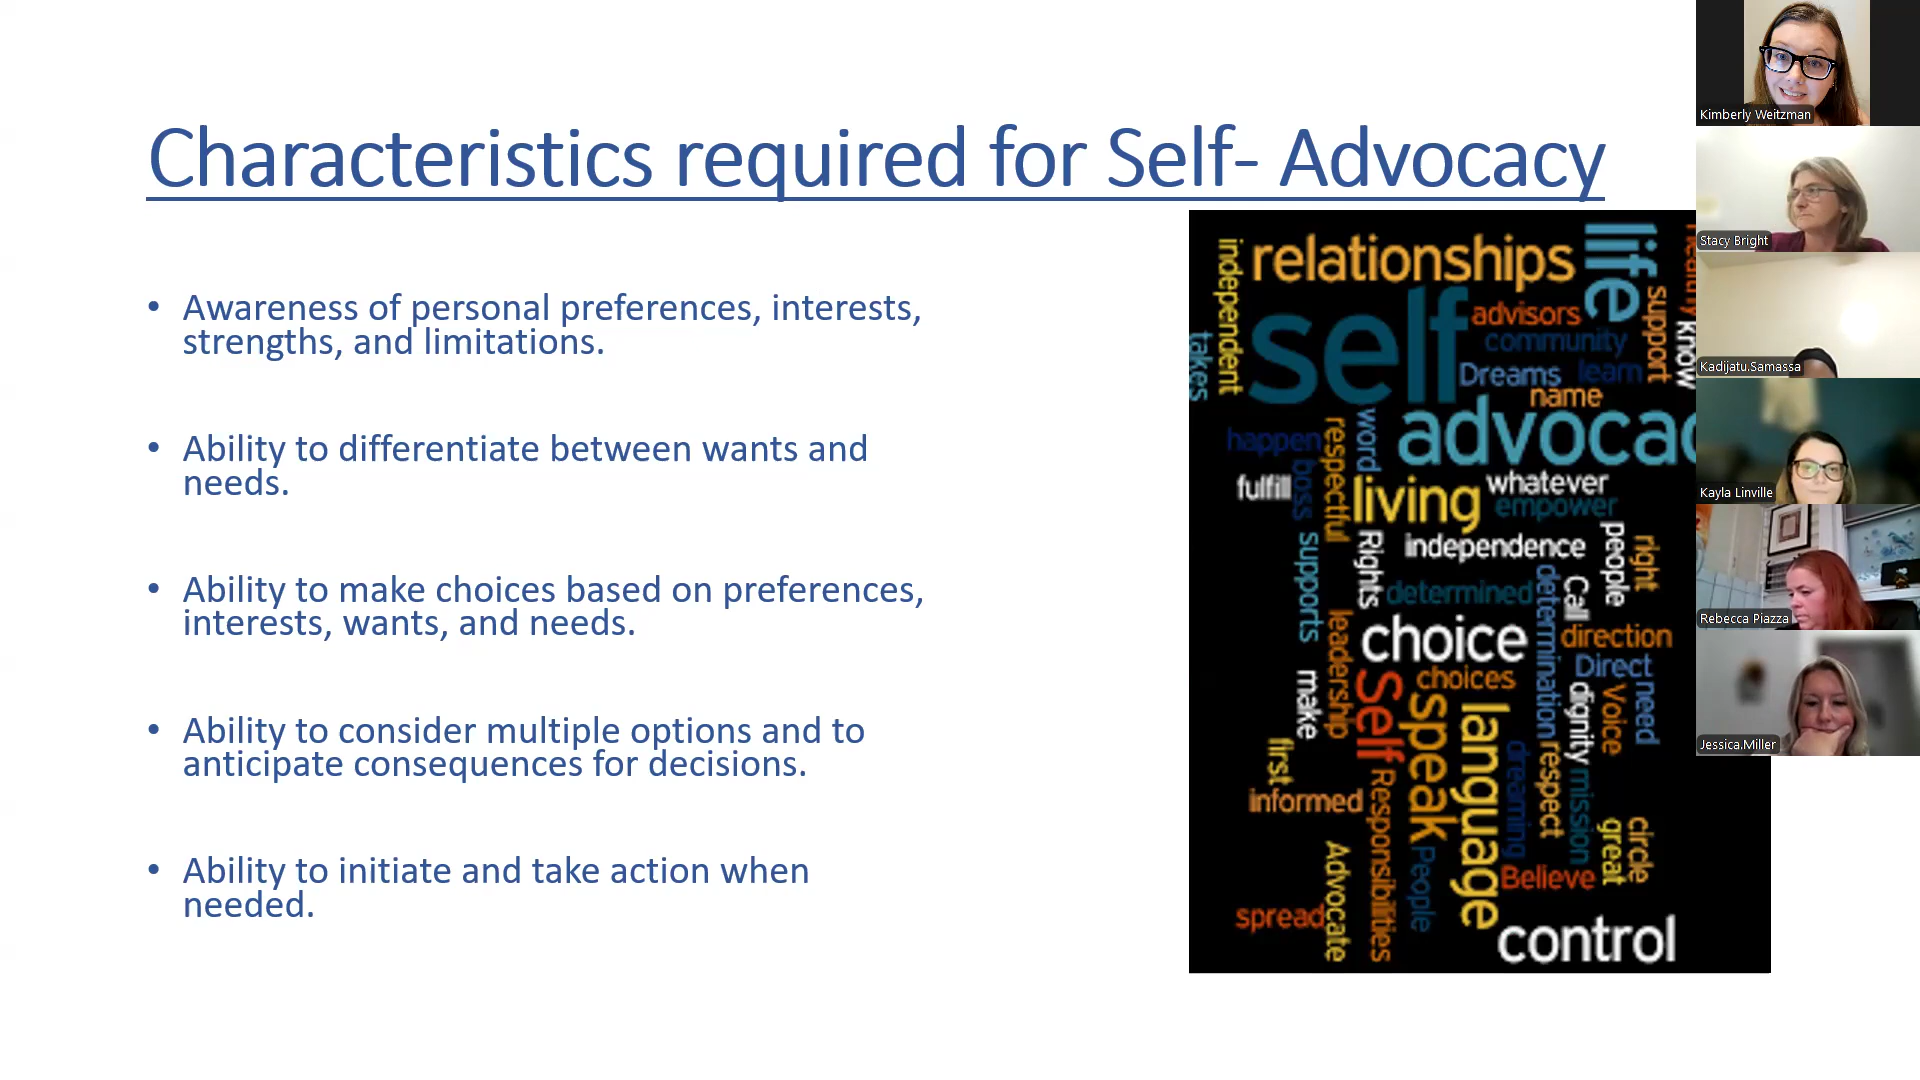 Characteristics required for Self- Advocacy
• Awareness of personal preferences, interests,
strengths, and limitations.
• Ability to differentiate between wants and
needs.
• Ability to make choices based on preferences,
interests, wants, and needs.
• Ability to consider multiple options and to
anticipate consequences for decisions.
• Ability to initiate and take action when
needed.
relationships
life
independent
self
advisors
support
community
Know
takes
Dreams
learn
name
word
advocac
happen
respectful
fulfill
boss
living
whatever
empower
supports
Rights
independence
people
right
determined
determination
Call
leadership
choice
direction
Direct
make
Self
choices
speak
language
dignity
Voice
need
first
dreaming
respect
mission
informed
Responsibilities
great
circle
Advocate
People
Believe
spread
control
Kimberly Weitzman
Stacy Bright
Kadijatu.Samassa
Kayla Linville
Rebecca Piazza
Jessica.Miller